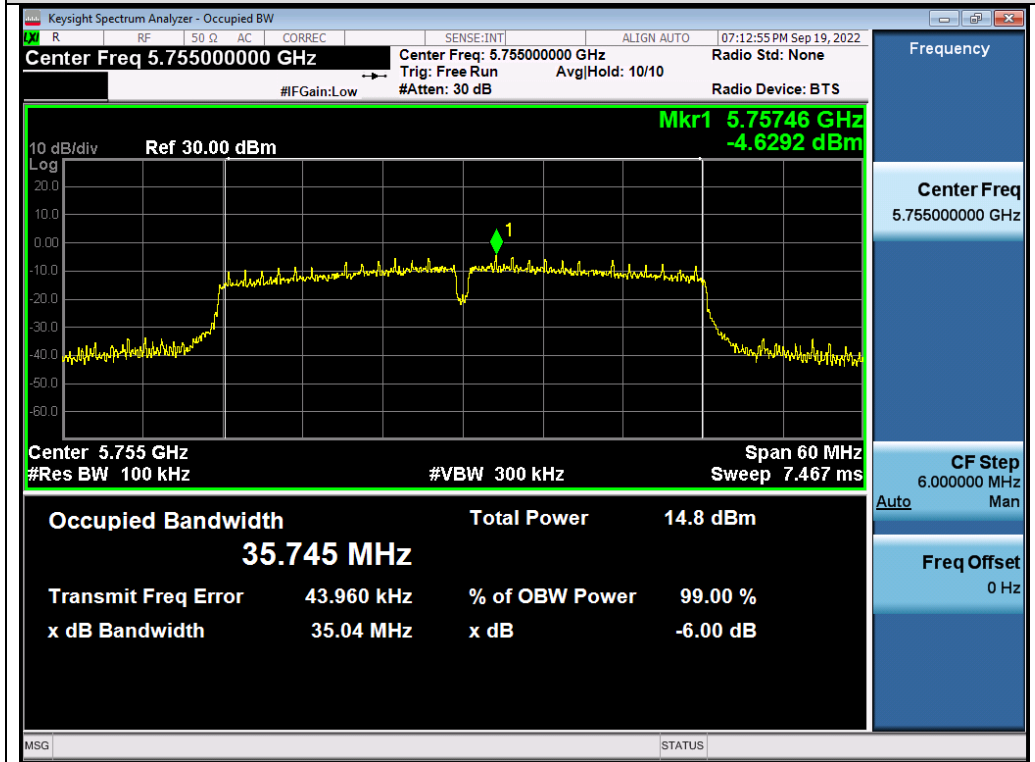 Keysight Spectrum Analyzer - Occupied BW
LXI R RF 50 Ω AC CORREC SENSE:INT ALIGN AUTO 07:12:55 PM Sep 19, 2022
Center Freq 5.755000000 GHz
#IFGain:Low
Center Freq: 5.755000000 GHz Radio Std: None
Trig: Free Run Avg|Hold: 10/10
#Atten: 30 dB Radio Device: BTS
Mkr1 5.75746 GHz
-4.6292 dBm
10 dB/div Ref 30.00 dBm
Log
20.0
10.0
0.00
-10.0
-20.0
-30.0
-40.0
-50.0
-60.0
1
Center 5.755 GHz Span 60 MHz
#Res BW 100 kHz #VBW 300 kHz Sweep 7.467 ms
Occupied Bandwidth Total Power 14.8 dBm
35.745 MHz
Transmit Freq Error 43.960 kHz % of OBW Power 99.00 %
x dB Bandwidth 35.04 MHz x dB -6.00 dB
Frequency
Center Freq
5.755000000 GHz
CF Step
6.000000 MHz
Auto Man
Freq Offset
0 Hz
MSG STATUS